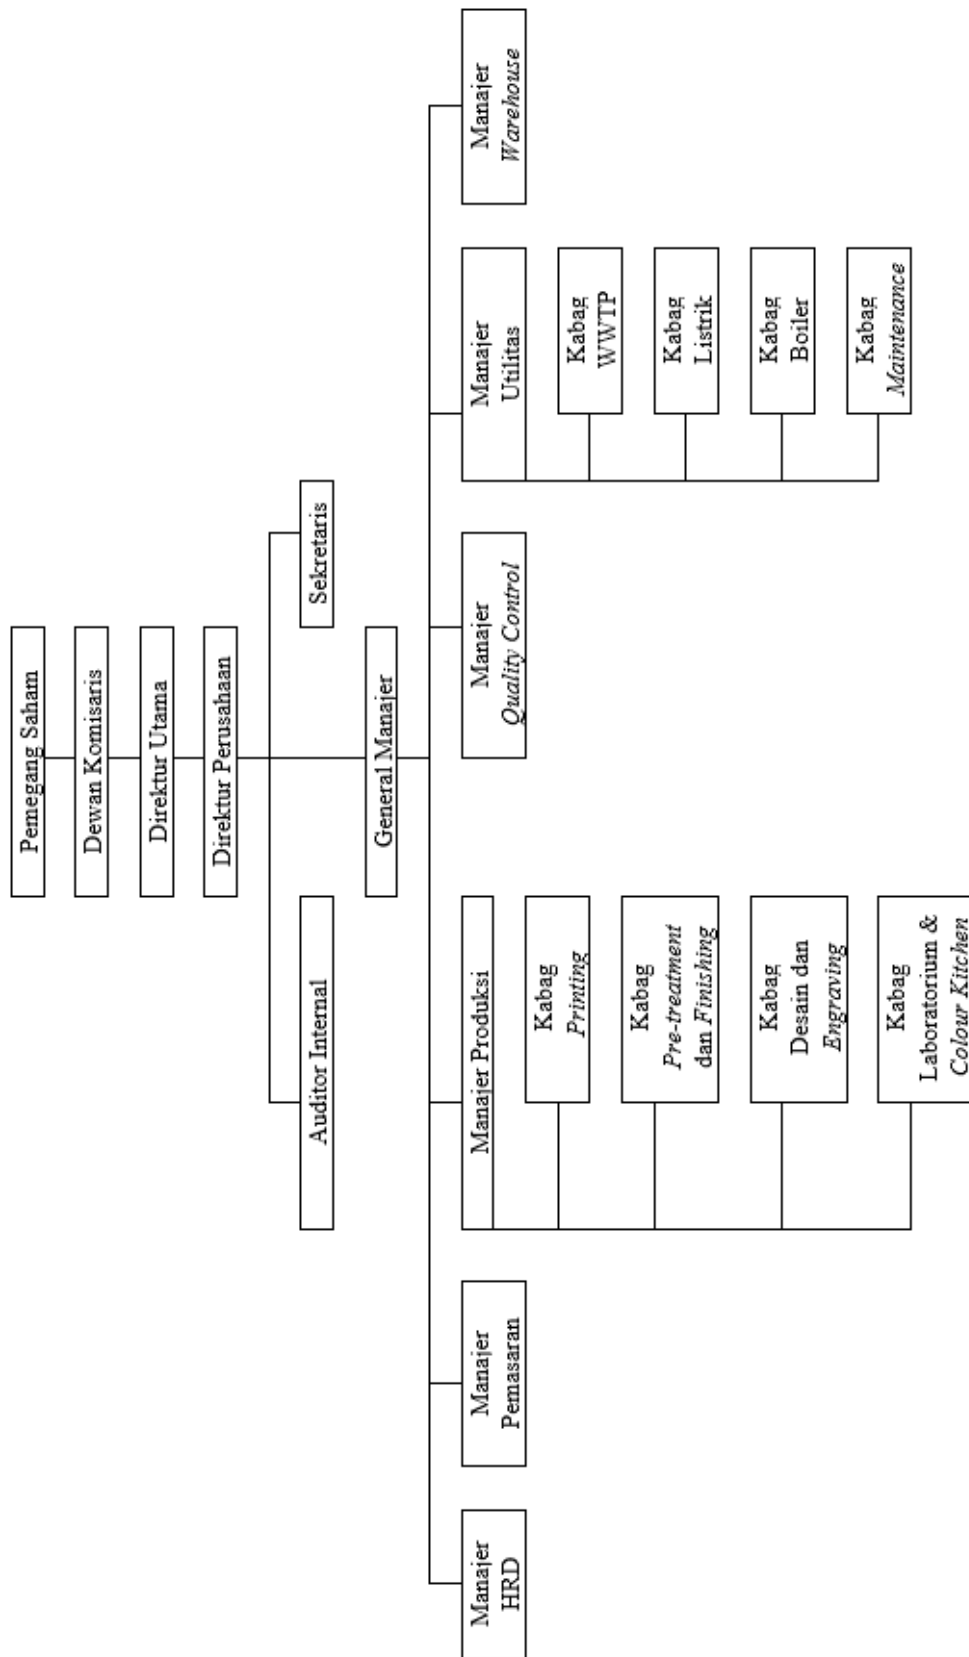 Pemegang Saham
Dewan Komisaris
Direktur Utama
Direktur Perusahaan
Auditor Internal
Sekretaris
General Manajer
Manajer
HRD
Manajer
Pemasaran
Manajer Produksi
Kabag
Printing
Kabag
Pre-treatment
dan Finishing
Kabag
Desain dan
Engraving
Kabag
Laboratorium &
Colour Kitchen
Manajer
Quality Control
Manajer
Utilitas
Kabag
WWTP
Kabag
Listrik
Kabag
Boiler
Kabag
Maintenance
Manajer
Warehouse